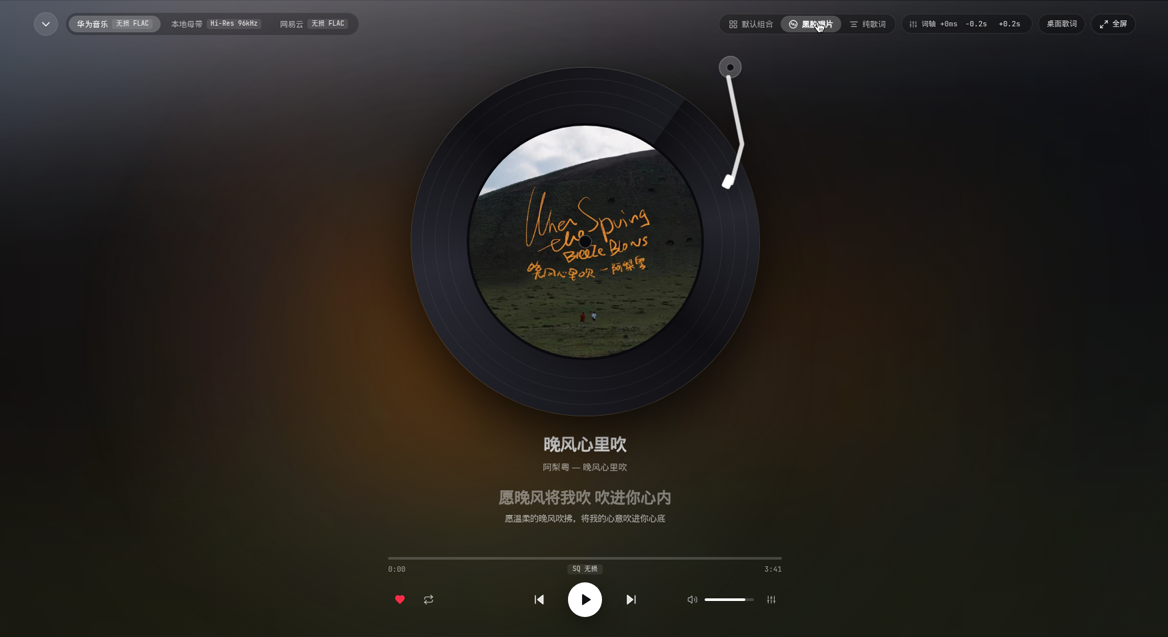 华为音乐 无损 FLAC 本地母带 Hi-Res 96kHz 网易云 无损 FLAC
默认组合 黑胶唱片 纯歌词 词轴 +0ms -0.2s +0.2s 桌面歌词 全屏
When Spring
the
Breeze Blows
晚风心里吹 一 阿梨粤
晚风心里吹
阿梨粤 — 晚风心里吹
愿晚风将我吹 吹进你心内
愿温柔的晚风吹拂，将我的心意吹进你心底
0:00 SQ 无损 3:41